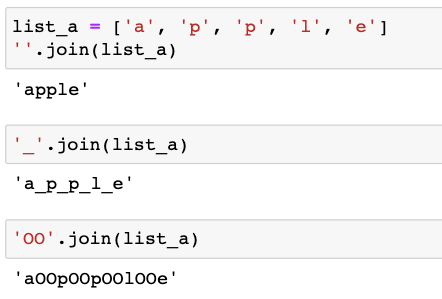 list_a = ['a', 'p', 'p', 'l', 'e']
''.join(list_a)
'apple'
'_'.join(list_a)
'a_p_p_l_e'
'OO'.join(list_a)
'aOOpOOpOOlOOe'